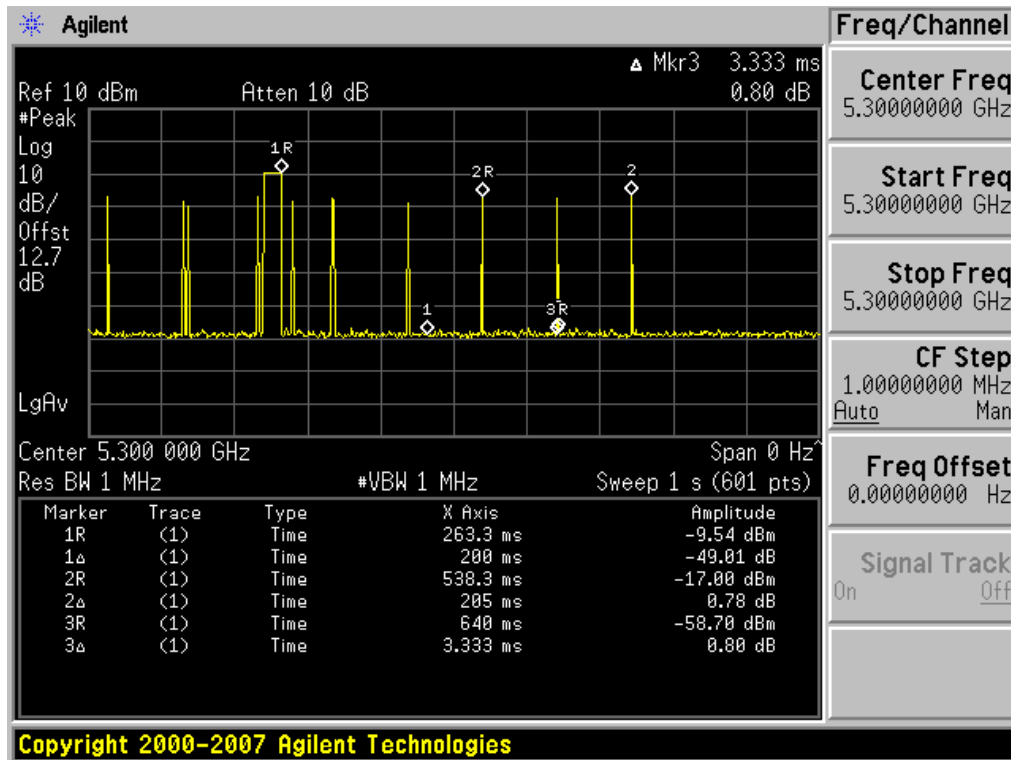 Agilent
Freq/Channel
Δ Mkr3 3.333 ms
Ref 10 dBm Atten 10 dB 0.80 dB
#Peak
Log
10
dB/
Offst
12.7
dB
1R
2R
2
1
3R
LgAv
Center 5.300 000 GHz Span 0 Hz^
Res BW 1 MHz #VBW 1 MHz Sweep 1 s (601 pts)
Marker Trace Type X Axis Amplitude
1R (1) Time 263.3 ms -9.54 dBm
1Δ (1) Time 200 ms -49.01 dB
2R (1) Time 538.3 ms -17.00 dBm
2Δ (1) Time 205 ms 0.78 dB
3R (1) Time 640 ms -58.70 dBm
3Δ (1) Time 3.333 ms 0.80 dB
Center Freq
5.30000000 GHz
Start Freq
5.30000000 GHz
Stop Freq
5.30000000 GHz
CF Step
1.00000000 MHz
Auto Man
Freq Offset
0.00000000 Hz
Signal Track
On Off
Copyright 2000-2007 Agilent Technologies